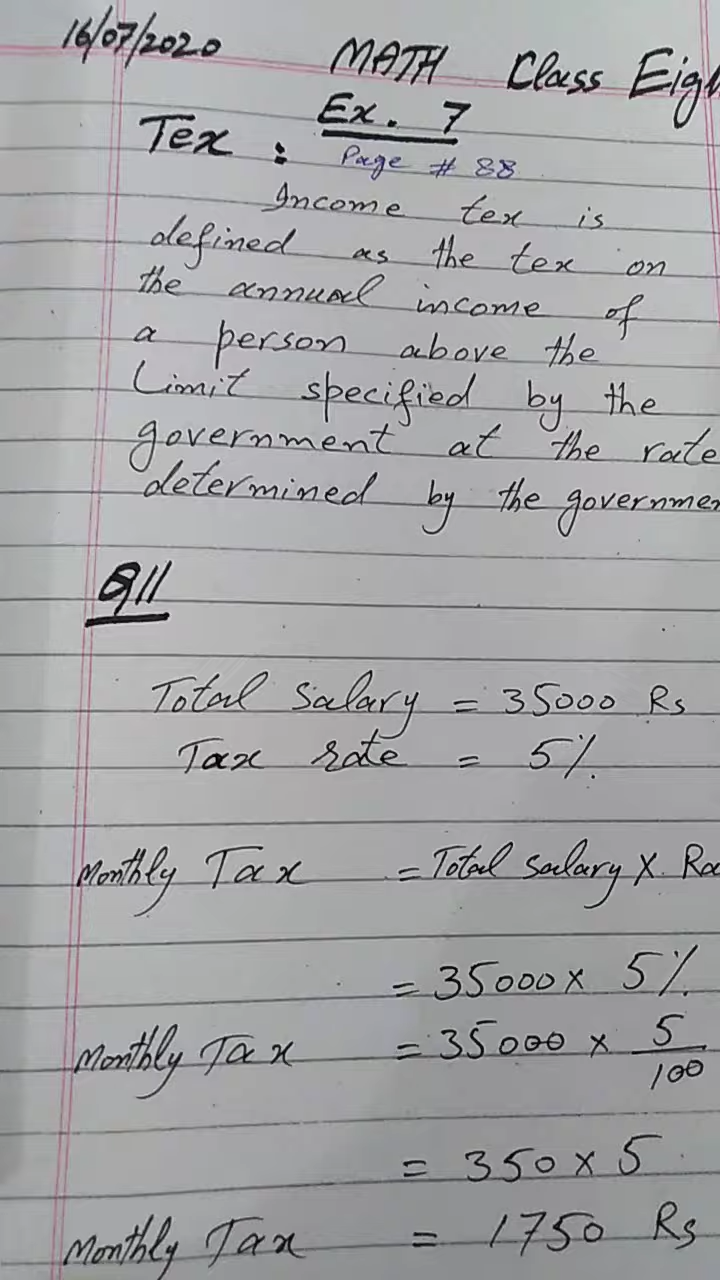 16/07/2020 MATH Class Eigh
Ex. 7
Tex : Page # 88
Income tex is
defined as the tex on
the annual income of
a person above the
Limit specified by the
government at the rate
determined by the governmen
Q11
Total Salary = 35000 Rs
Tax rate = 5%
Monthly Tax = Total salary X Ra
= 35000 x 5%
Monthly Tax = 35000 x 5/100
= 350 x 5
Monthly Tax = 1750 Rs